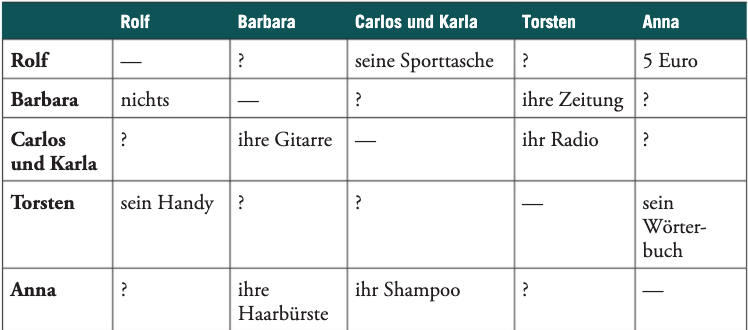 Rolf Barbara Carlos und Karla Torsten Anna
Rolf — ? seine Sporttasche ? 5 Euro
Barbara nichts — ? ihre Zeitung ?
Carlos ? ihre Gitarre — ihr Radio ?
und Karla
Torsten sein Handy ? ? — sein
Wörter-
buch
Anna ? ihre ihr Shampoo ? —
Haarbürste